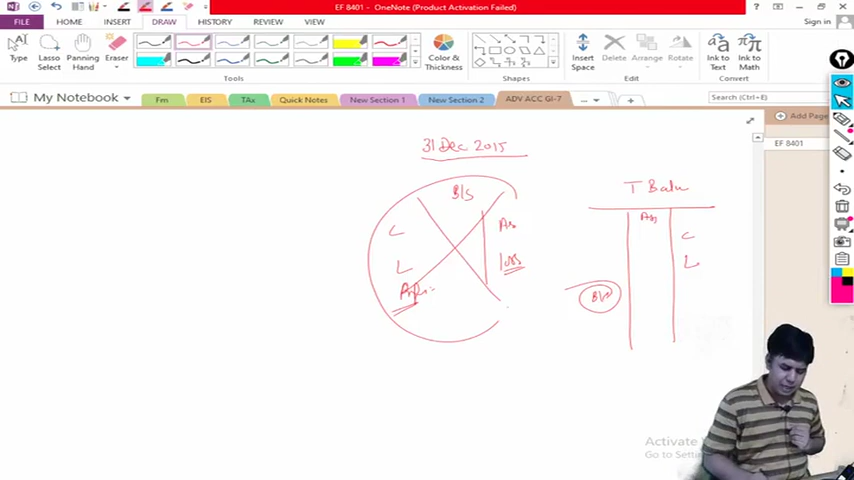 EF 8401 - OneNote (Product Activation Failed)
FILE HOME INSERT DRAW HISTORY REVIEW VIEW Sign in
Type Lasso Select Panning Hand Eraser Color & Thickness Insert Space Delete Arrange Rotate Ink to Text Ink to Math
Tools Shapes Edit Convert
My Notebook Fm EIS TAx Quick Notes New Section 1 New Section 2 ADV ACC GI-7 ... Search (Ctrl+E)
Add Page
EF 8401
31 Dec 2015
B/S
C
L
As
loss
As
C
L
Activate
Go to Setti